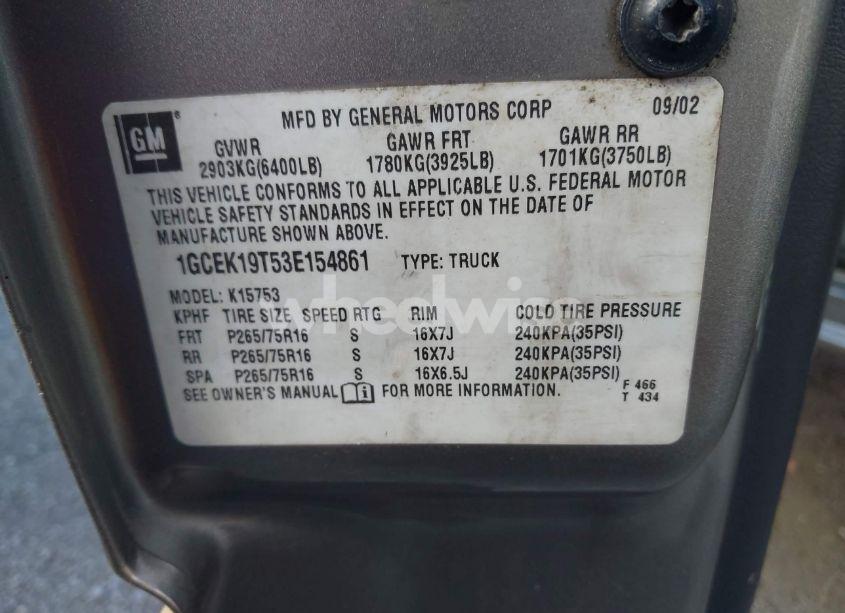 GM
MFD BY GENERAL MOTORS CORP 09/02
GVWR GAWR FRT GAWR RR
2903KG(6400LB) 1780KG(3925LB) 1701KG(3750LB)
THIS VEHICLE CONFORMS TO ALL APPLICABLE U.S. FEDERAL MOTOR
VEHICLE SAFETY STANDARDS IN EFFECT ON THE DATE OF
MANUFACTURE SHOWN ABOVE.
1GCEK19T53E154861 TYPE: TRUCK
MODEL: K15753
KPHF TIRE SIZE SPEED RTG RIM COLD TIRE PRESSURE
FRT P265/75R16 S 16X7J 240KPA(35PSI)
RR P265/75R16 S 16X7J 240KPA(35PSI)
SPA P265/75R16 S 16X6.5J 240KPA(35PSI)
SEE OWNER'S MANUAL FOR MORE INFORMATION.
F 466
T 434